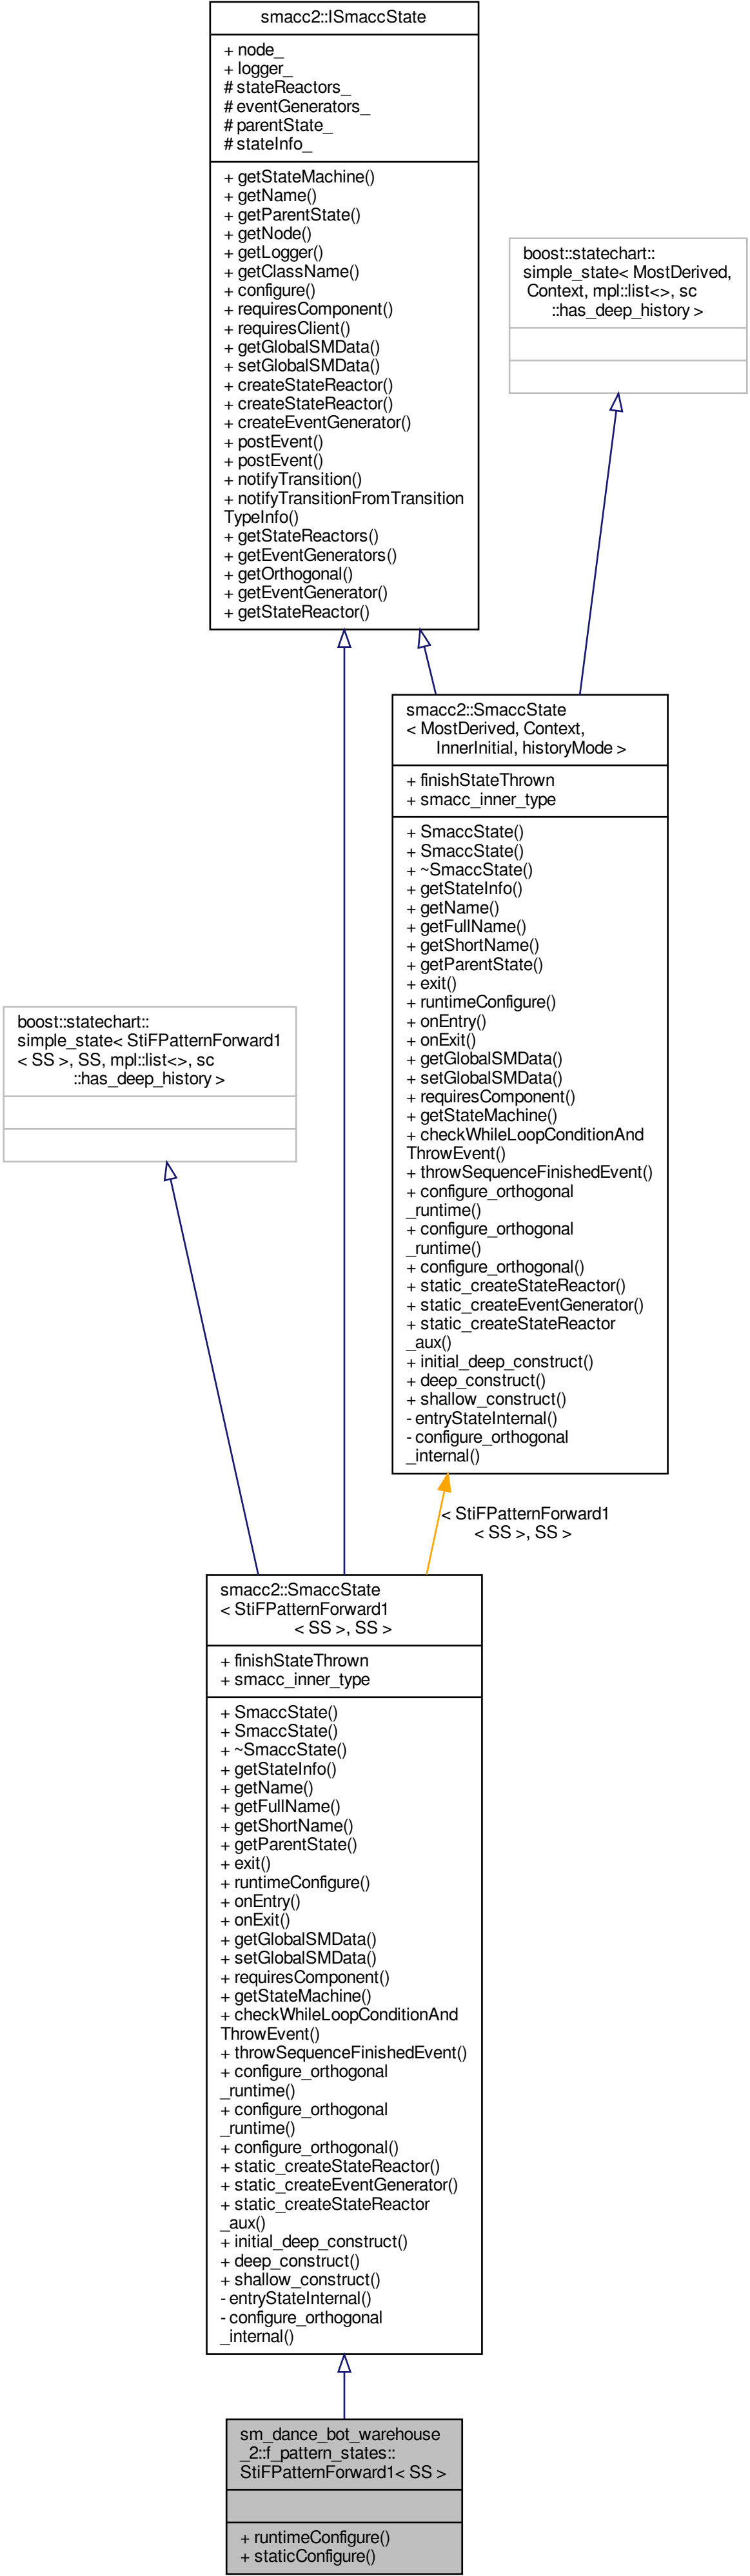 smacc2::ISmaccState
+ node_
+ logger_
# stateReactors_
# eventGenerators_
# parentState_
# stateInfo_
+ getStateMachine()
+ getName()
+ getParentState()
+ getNode()
+ getLogger()
+ getClassName()
+ configure()
+ requiresComponent()
+ requiresClient()
+ getGlobalSMData()
+ setGlobalSMData()
+ createStateReactor()
+ createStateReactor()
+ createEventGenerator()
+ postEvent()
+ postEvent()
+ notifyTransition()
+ notifyTransitionFromTransition
TypeInfo()
+ getStateReactors()
+ getEventGenerators()
+ getOrthogonal()
+ getEventGenerator()
+ getStateReactor()
boost::statechart::
simple_state< MostDerived,
Context, mpl::list<>, sc
::has_deep_history >
smacc2::SmaccState
< MostDerived, Context,
InnerInitial, historyMode >
+ finishStateThrown
+ smacc_inner_type
+ SmaccState()
+ SmaccState()
+ ~SmaccState()
+ getStateInfo()
+ getName()
+ getFullName()
+ getShortName()
+ getParentState()
+ exit()
+ runtimeConfigure()
+ onEntry()
+ onExit()
+ getGlobalSMData()
+ setGlobalSMData()
+ requiresComponent()
+ getStateMachine()
+ checkWhileLoopConditionAnd
ThrowEvent()
+ throwSequenceFinishedEvent()
+ configure_orthogonal
_runtime()
+ configure_orthogonal
_runtime()
+ configure_orthogonal()
+ static_createStateReactor()
+ static_createEventGenerator()
+ static_createStateReactor
_aux()
+ initial_deep_construct()
+ deep_construct()
+ shallow_construct()
- entryStateInternal()
- configure_orthogonal
_internal()
boost::statechart::
simple_state< StiFPatternForward1
< SS >, SS, mpl::list<>, sc
::has_deep_history >
< StiFPatternForward1
< SS >, SS >
smacc2::SmaccState
< StiFPatternForward1
< SS >, SS >
+ finishStateThrown
+ smacc_inner_type
+ SmaccState()
+ SmaccState()
+ ~SmaccState()
+ getStateInfo()
+ getName()
+ getFullName()
+ getShortName()
+ getParentState()
+ exit()
+ runtimeConfigure()
+ onEntry()
+ onExit()
+ getGlobalSMData()
+ setGlobalSMData()
+ requiresComponent()
+ getStateMachine()
+ checkWhileLoopConditionAnd
ThrowEvent()
+ throwSequenceFinishedEvent()
+ configure_orthogonal
_runtime()
+ configure_orthogonal
_runtime()
+ configure_orthogonal()
+ static_createStateReactor()
+ static_createEventGenerator()
+ static_createStateReactor
_aux()
+ initial_deep_construct()
+ deep_construct()
+ shallow_construct()
- entryStateInternal()
- configure_orthogonal
_internal()
sm_dance_bot_warehouse
_2::f_pattern_states::
StiFPatternForward1< SS >
+ runtimeConfigure()
+ staticConfigure()